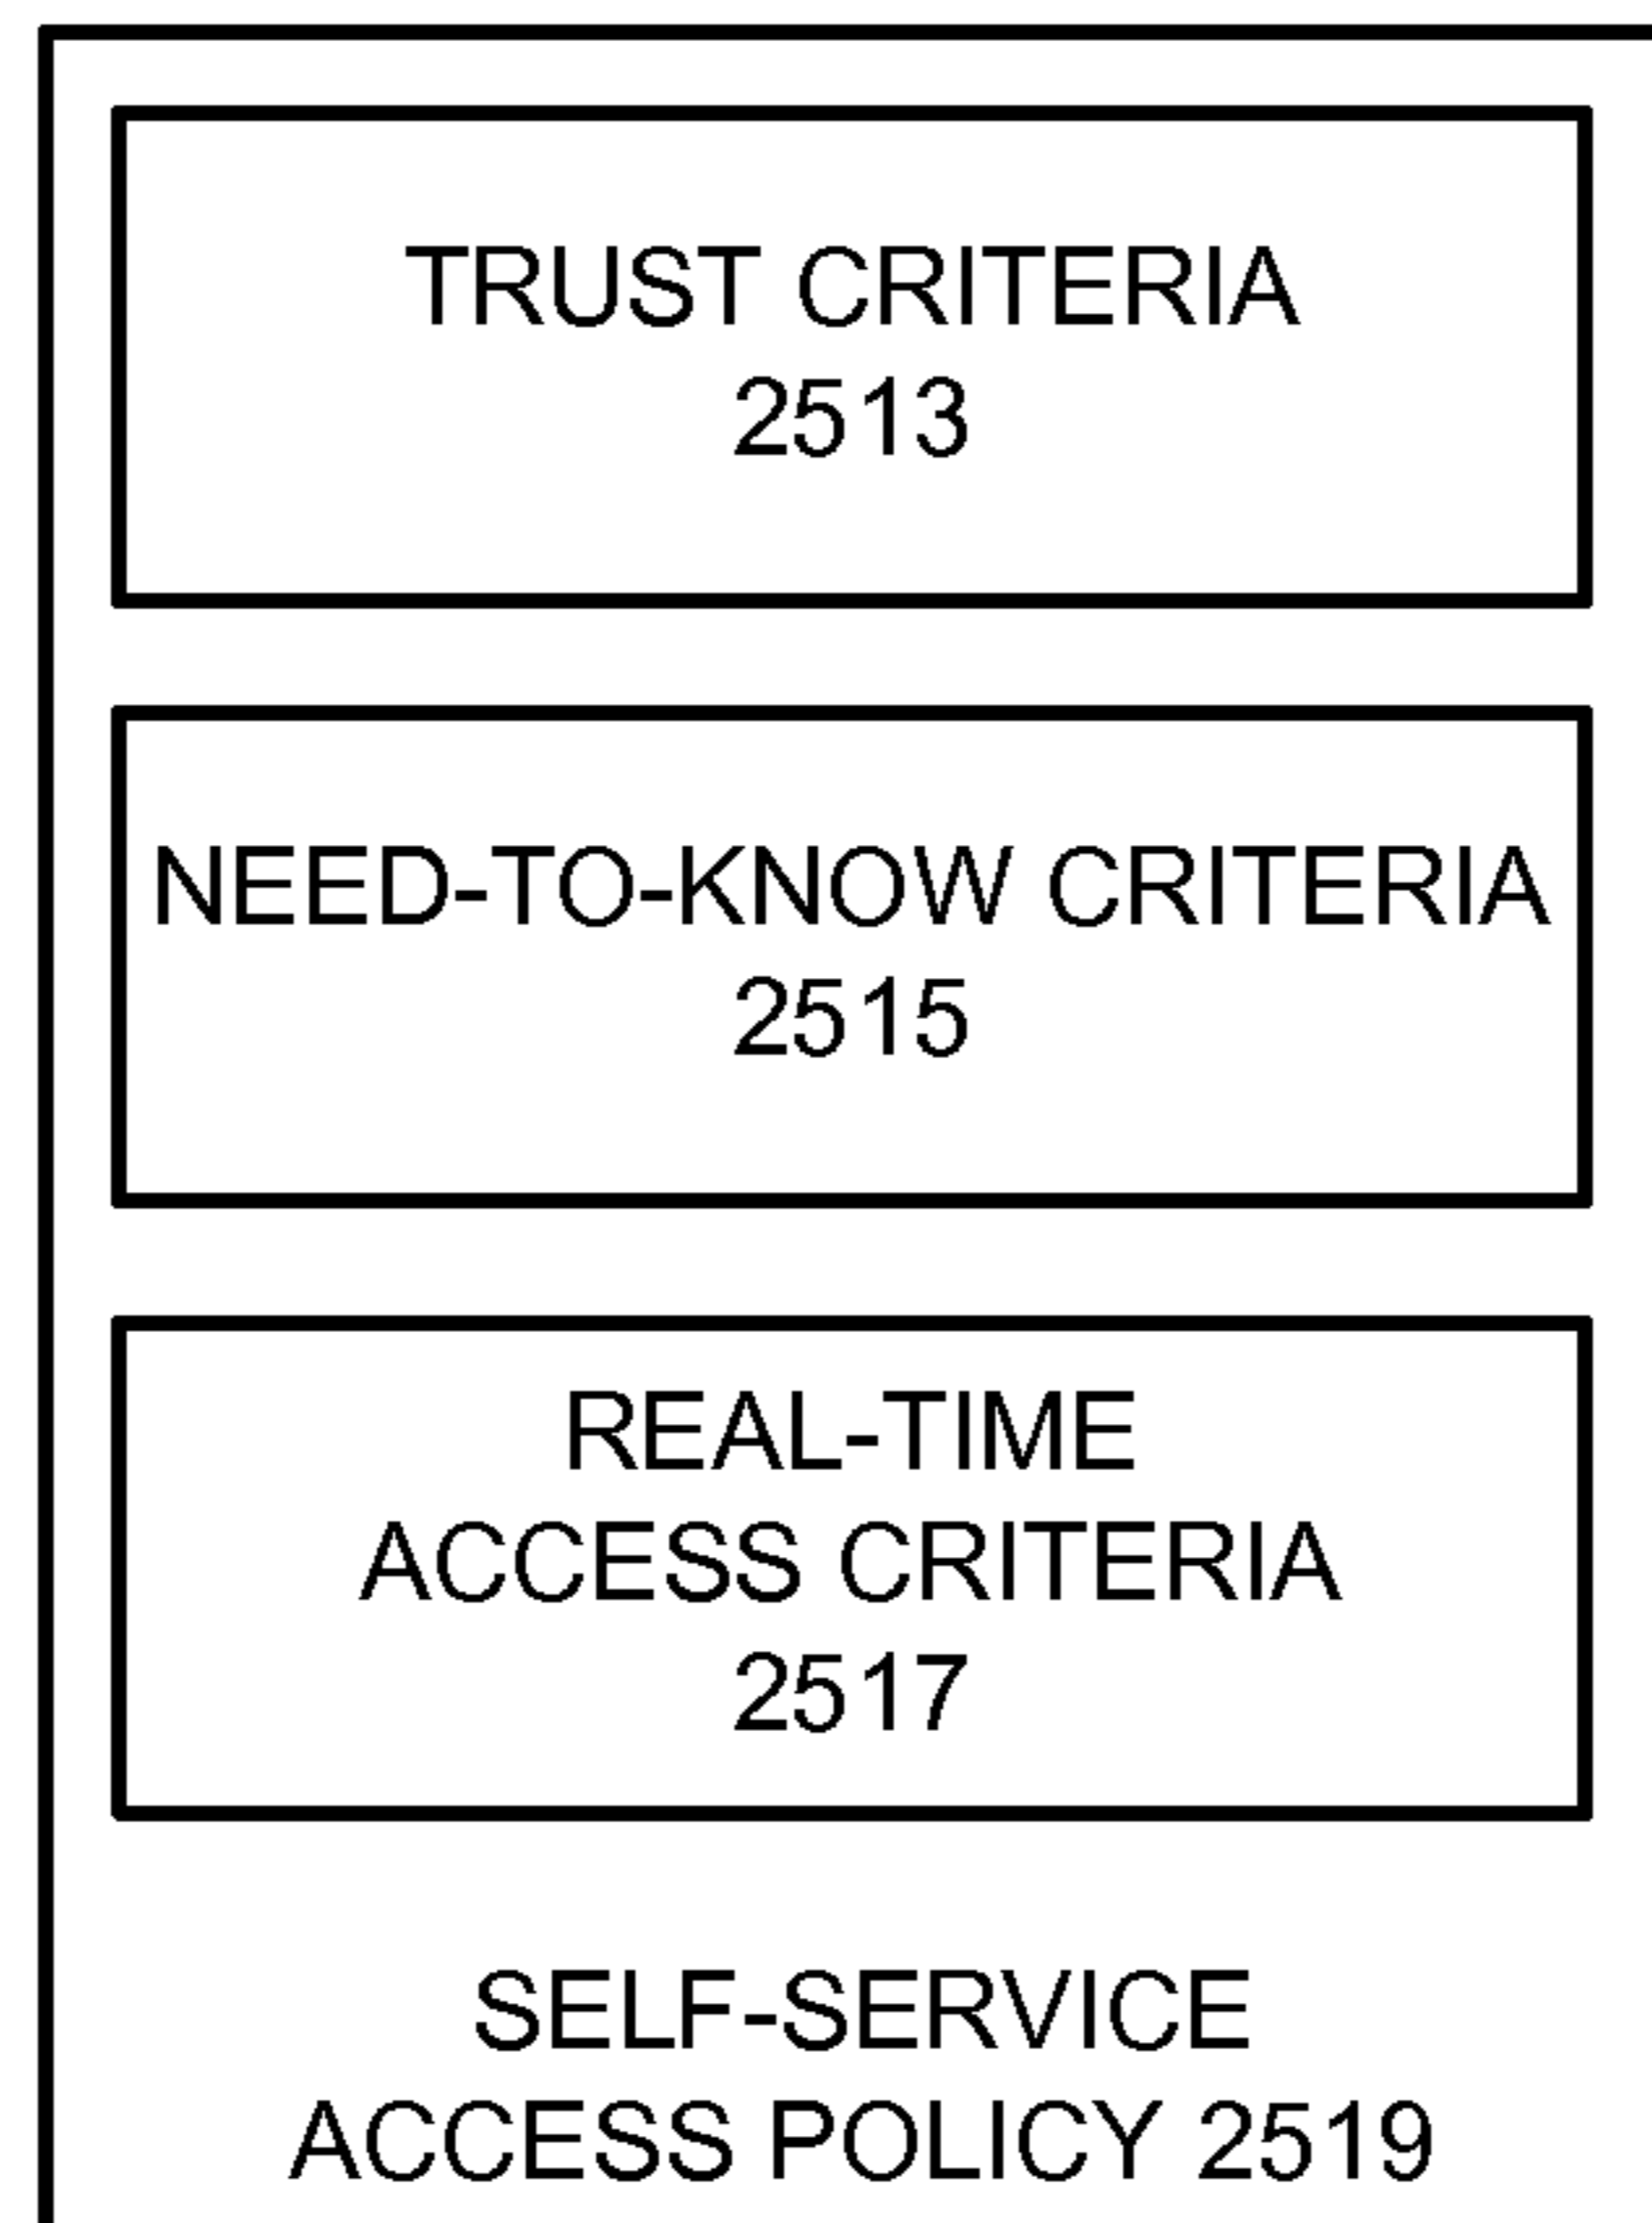 TRUST CRITERIA
2513
NEED-TO-KNOW CRITERIA
2515
REAL-TIME
ACCESS CRITERIA
2517
SELF-SERVICE
ACCESS POLICY 2519